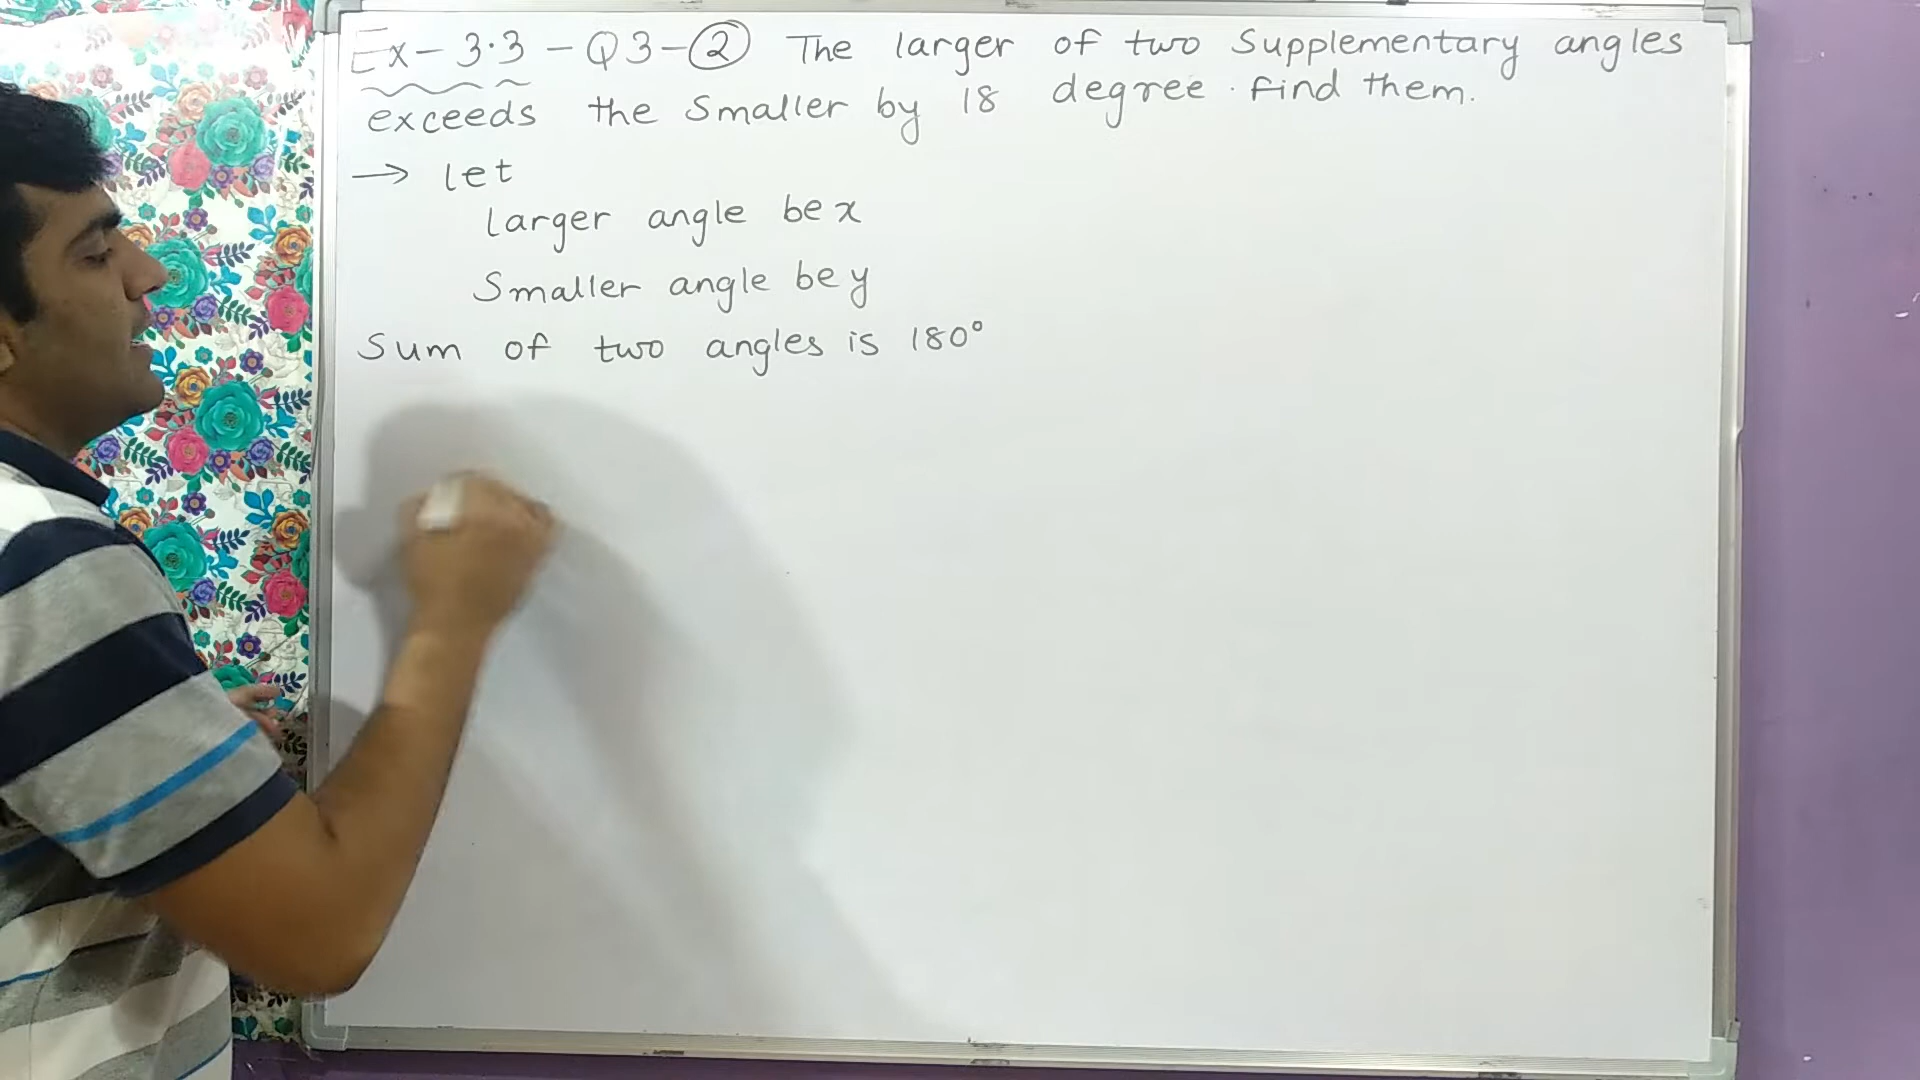 Ex - 3.3 - Q3 - ② The larger of two Supplementary angles
exceeds the Smaller by 18 degree. find them.
→ let
larger angle be x
Smaller angle be y
Sum of two angles is 180°